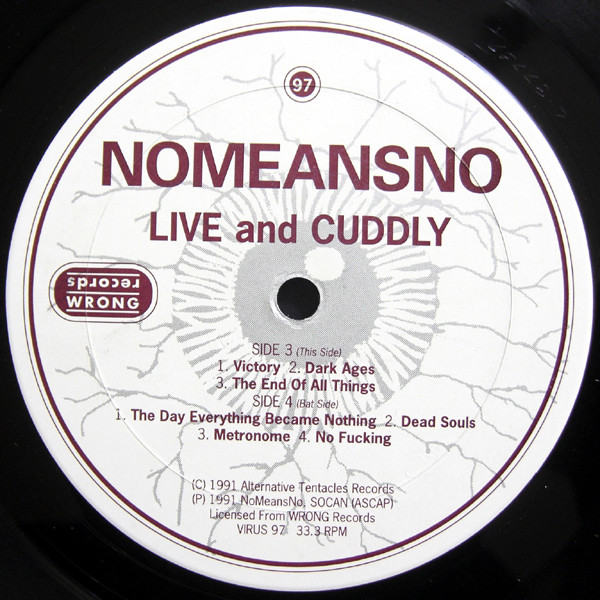 97
NOMEANSNO
LIVE and CUDDLY
records
WRONG
SIDE 3 (This Side)
1. Victory 2. Dark Ages
3. The End Of All Things
SIDE 4 (Bat Side)
1. The Day Everything Became Nothing 2. Dead Souls
3. Metronome 4. No Fucking
(C) 1991 Alternative Tentacles Records
(P) 1991 NoMeansNo, SOCAN (ASCAP)
Licensed From WRONG Records
VIRUS 97 33.3 RPM